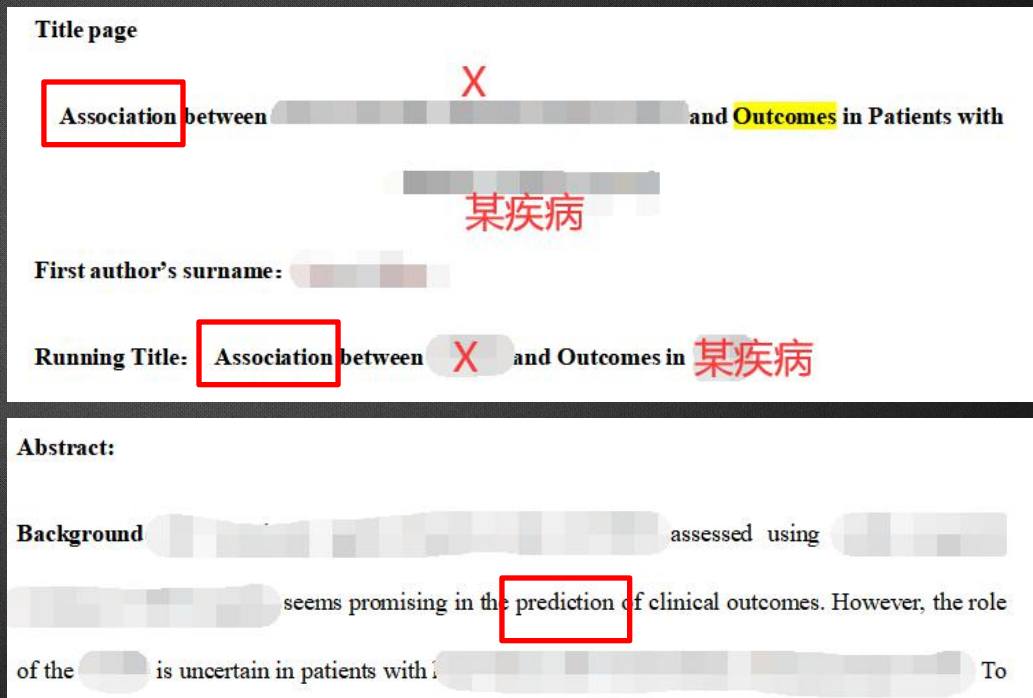 Title page
X
Association between and Outcomes in Patients with
某疾病
First author's surname：
Running Title： Association between X and Outcomes in 某疾病
Abstract:
Background assessed using
seems promising in the prediction of clinical outcomes. However, the role
of the is uncertain in patients with To